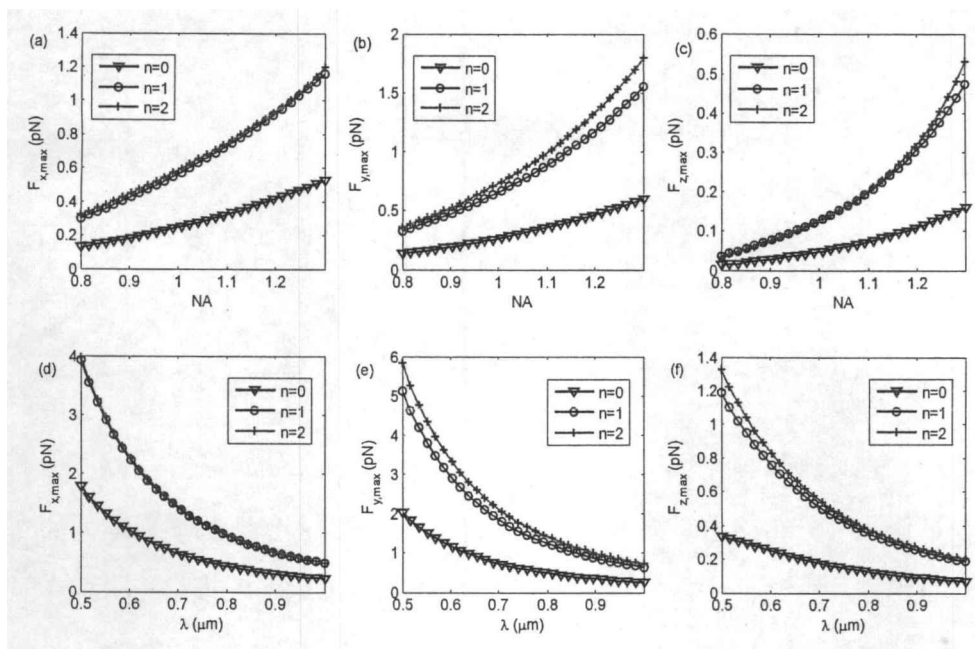 (a)
1.4
1.2
1
0.8
0.6
0.4
0.2
0
F_x,max (pN)
n=0
n=1
n=2
0.8 0.9 1 1.1 1.2
NA
(b)
2
1.5
1
0.5
0
F_y,max (pN)
n=0
n=1
n=2
0.8 0.9 1 1.1 1.2
NA
(c)
0.6
0.5
0.4
0.3
0.2
0.1
0
F_z,max (pN)
n=0
n=1
n=2
0.8 0.9 1 1.1 1.2
NA
(d)
4
3
2
1
0
F_x,max (pN)
n=0
n=1
n=2
0.5 0.6 0.7 0.8 0.9
λ (μm)
(e)
6
5
4
3
2
1
0
F_y,max (pN)
n=0
n=1
n=2
0.5 0.6 0.7 0.8 0.9
λ (μm)
(f)
1.4
1.2
1
0.8
0.6
0.4
0.2
0
F_z,max (pN)
n=0
n=1
n=2
0.5 0.6 0.7 0.8 0.9
λ (μm)